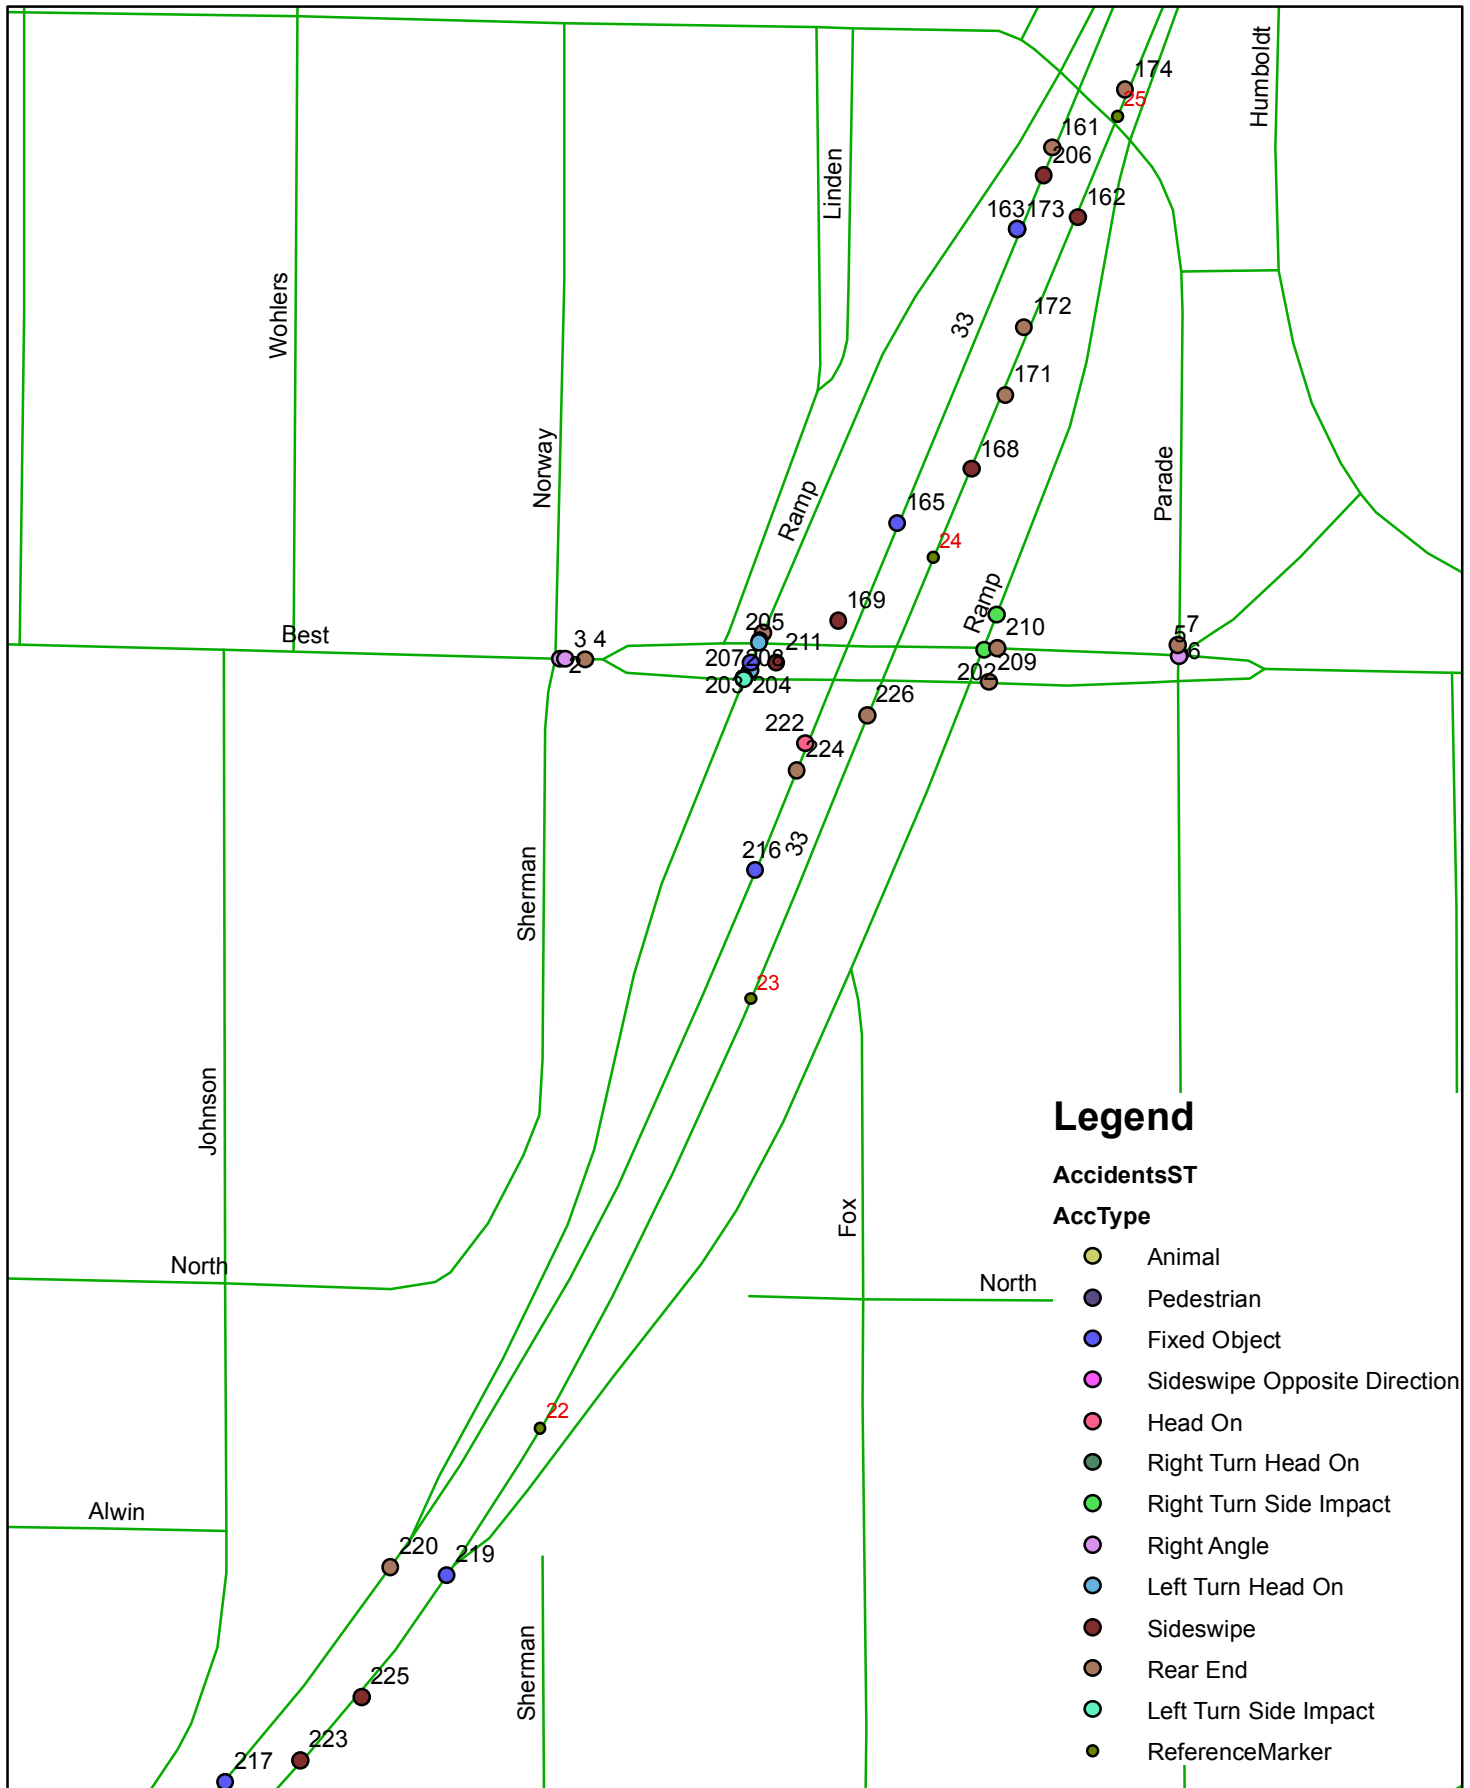 174
25
Humboldt
161
206
Linden
162
163
173
Wohlers
172
33
171
Norway
168
Parade
Ramp
165
24
Ramp
169
205
Best
3 4
2
211
210
7
5
6
207
208
209
202
203
204
226
222
224
216
33
Sherman
23
Johnson
Legend
AccidentsST
AccType
Fox
Animal
North
North
Pedestrian
Fixed Object
Sideswipe Opposite Direction
22
Head On
Right Turn Head On
Alwin
Right Turn Side Impact
220
219
Right Angle
Left Turn Head On
Sherman
Sideswipe
225
Rear End
Left Turn Side Impact
223
217
ReferenceMarker